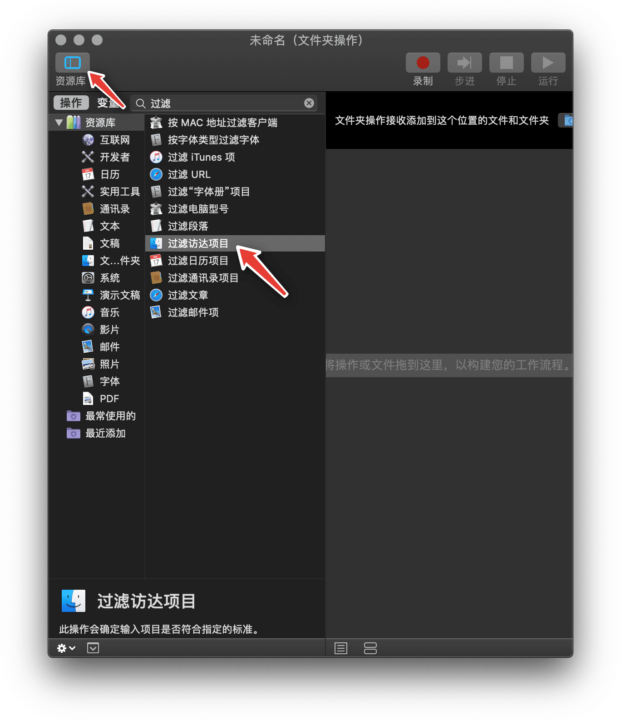 未命名（文件夹操作）
资源库
录制
步进
停止
运行
操作
变
过滤
资源库
互联网
开发者
日历
实用工具
通讯录
文本
文稿
文…件夹
系统
演示文稿
音乐
影片
邮件
照片
字体
PDF
最常使用的
最近添加
按 MAC 地址过滤客户端
按字体类型过滤字体
过滤 iTunes 项
过滤 URL
过滤“字体册”项目
过滤电脑型号
过滤段落
过滤访达项目
过滤日历项目
过滤通讯录项目
过滤文章
过滤邮件项
文件夹操作接收添加到这个位置的文件和文件夹
将操作或文件拖到这里，以构建您的工作流程。
过滤访达项目
此操作会确定输入项目是否符合指定的标准。